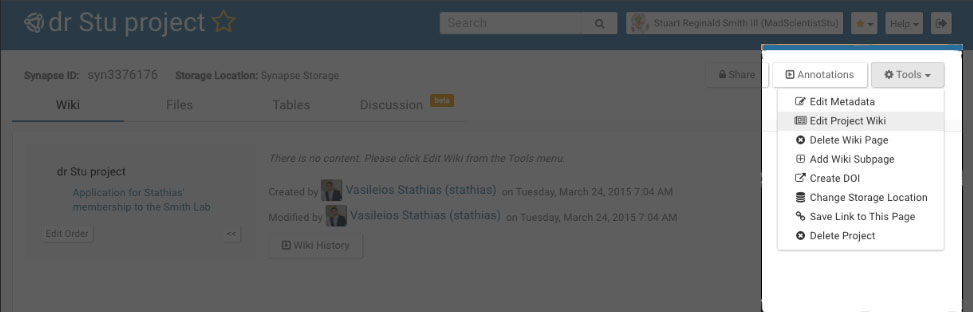 dr Stu project
Search
Stuart Reginald Smith III (MadScientistStu)
Help
Synapse ID: syn3376176 Storage Location: Synapse Storage
Share
Annotations
Tools
Wiki
Files
Tables
Discussion
beta
dr Stu project
Application for Stathias'
membership to the Smith Lab
Edit Order
<<
There is no content. Please click Edit Wiki from the Tools menu.
Created by Vasileios Stathias (stathias) on Tuesday, March 24, 2015 7:04 AM
Modified by Vasileios Stathias (stathias) on Tuesday, March 24, 2015 7:04 AM
Wiki History
Edit Metadata
Edit Project Wiki
Delete Wiki Page
Add Wiki Subpage
Create DOI
Change Storage Location
Save Link to This Page
Delete Project